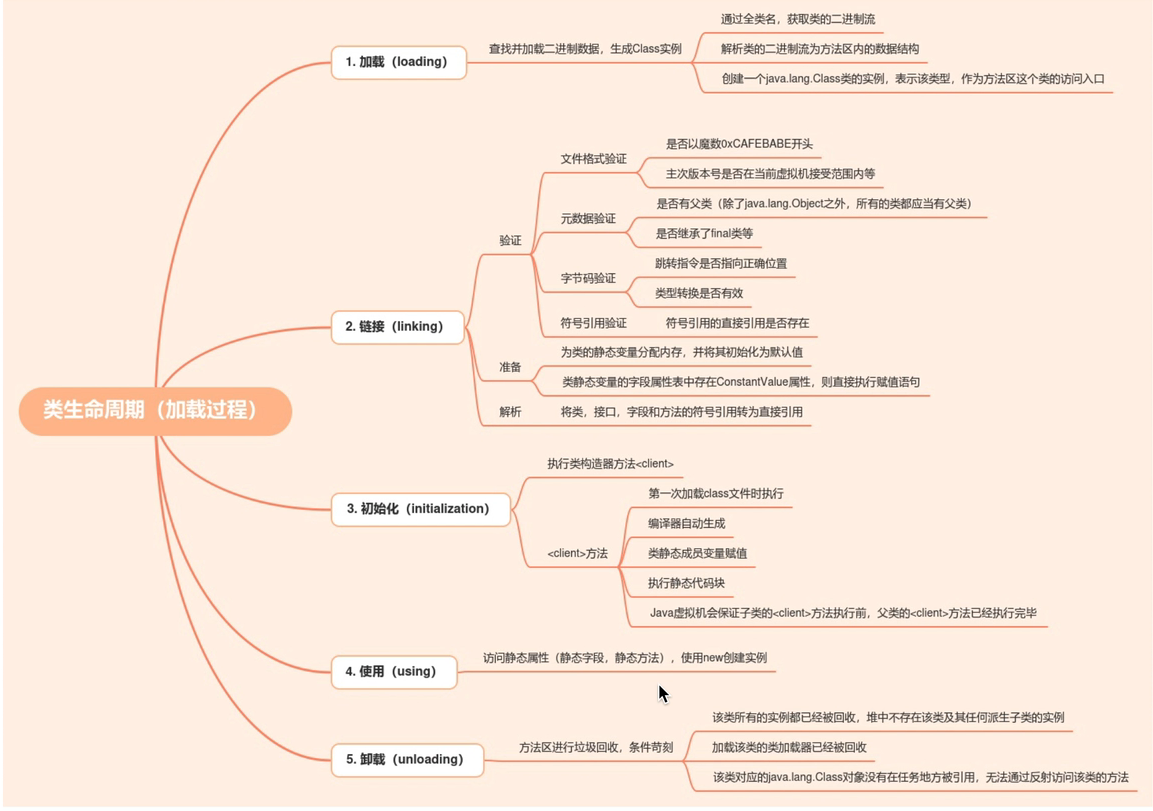 类生命周期（加载过程）
1. 加载（loading）
查找并加载二进制数据，生成Class实例
通过全类名，获取类的二进制流
解析类的二进制流为方法区内的数据结构
创建一个java.lang.Class类的实例，表示该类型，作为方法区这个类的访问入口
2. 链接（linking）
验证
文件格式验证
是否以魔数0xCAFEBABE开头
主次版本号是否在当前虚拟机接受范围内等
元数据验证
是否有父类（除了java.lang.Object之外，所有的类都应当有父类）
是否继承了final类等
字节码验证
跳转指令是否指向正确位置
类型转换是否有效
符号引用验证
符号引用的直接引用是否存在
准备
为类的静态变量分配内存，并将其初始化为默认值
类静态变量的字段属性表中存在ConstantValue属性，则直接执行赋值语句
解析
将类，接口，字段和方法的符号引用转为直接引用
3. 初始化（initialization）
执行类构造器方法<client>
<client>方法
第一次加载class文件时执行
编译器自动生成
类静态成员变量赋值
执行静态代码块
Java虚拟机会保证子类的<client>方法执行前，父类的<client>方法已经执行完毕
4. 使用（using）
访问静态属性（静态字段，静态方法），使用new创建实例
5. 卸载（unloading）
方法区进行垃圾回收，条件苛刻
该类所有的实例都已经被回收，堆中不存在该类及其任何派生子类的实例
加载该类的类加载器已经被回收
该类对应的java.lang.Class对象没有在任务地方被引用，无法通过反射访问该类的方法